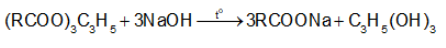 (RCOO)₃C₃H₅ + 3NaOH →(t°) 3RCOONa + C₃H₅(OH)₃